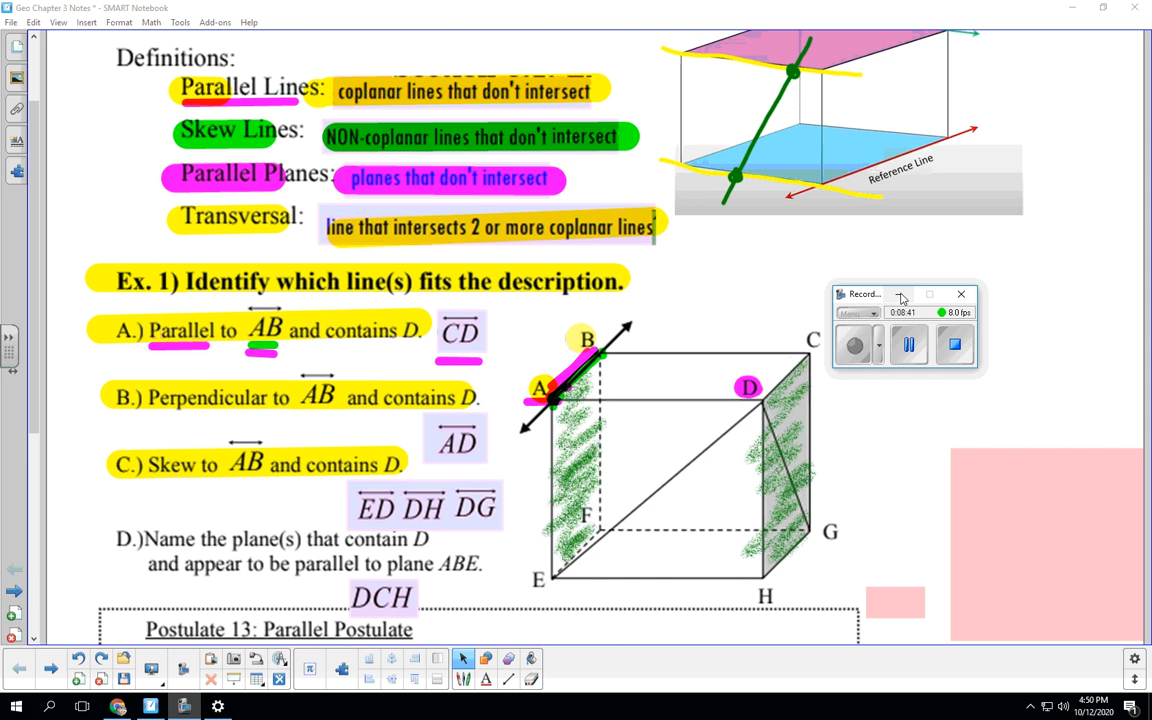 Geo Chapter 3 Notes * - SMART Notebook
File Edit View Insert Format Math Tools Add-ons Help
Definitions:
Parallel Lines: coplanar lines that don't intersect
Skew Lines: NON-coplanar lines that don't intersect
Parallel Planes: planes that don't intersect
Transversal: line that intersects 2 or more coplanar lines
Reference Line
Ex. 1) Identify which line(s) fits the description.
A.) Parallel to AB and contains D. CD
B.) Perpendicular to AB and contains D.
AD
C.) Skew to AB and contains D.
ED DH DG
D.)Name the plane(s) that contain D
and appear to be parallel to plane ABE.
DCH
B
C
A
D
F
G
E
H
Record...
Menu 0:08:41 8.0 fps
Postulate 13: Parallel Postulate
4:50 PM
10/12/2020